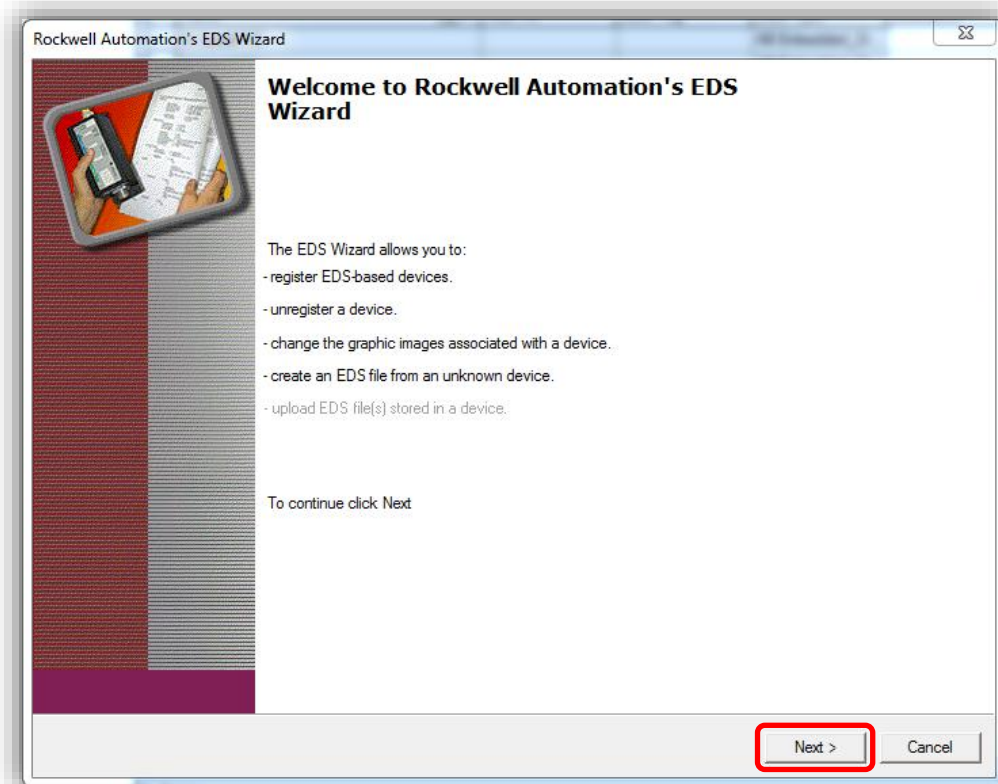 Rockwell Automation's EDS Wizard
Welcome to Rockwell Automation's EDS
Wizard
The EDS Wizard allows you to:
- register EDS-based devices.
- unregister a device.
- change the graphic images associated with a device.
- create an EDS file from an unknown device.
- upload EDS file(s) stored in a device.
To continue click Next
Next >
Cancel